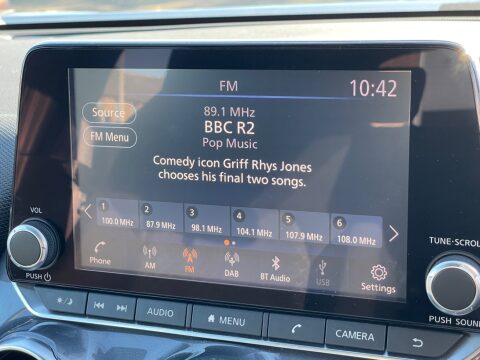 FM
10:42
Source
89.1 MHz
BBC R2
FM Menu
Pop Music
Comedy icon Griff Rhys Jones
chooses his final two songs.
1 2 3 4 5 6
100.0 MHz 87.9 MHz 98.1 MHz 104.1 MHz 107.9 MHz 108.0 MHz
VOL
TUNE·SCROLL
Phone AM FM DAB BT Audio USB Settings
PUSH
PUSH SOUND
AUDIO MENU CAMERA